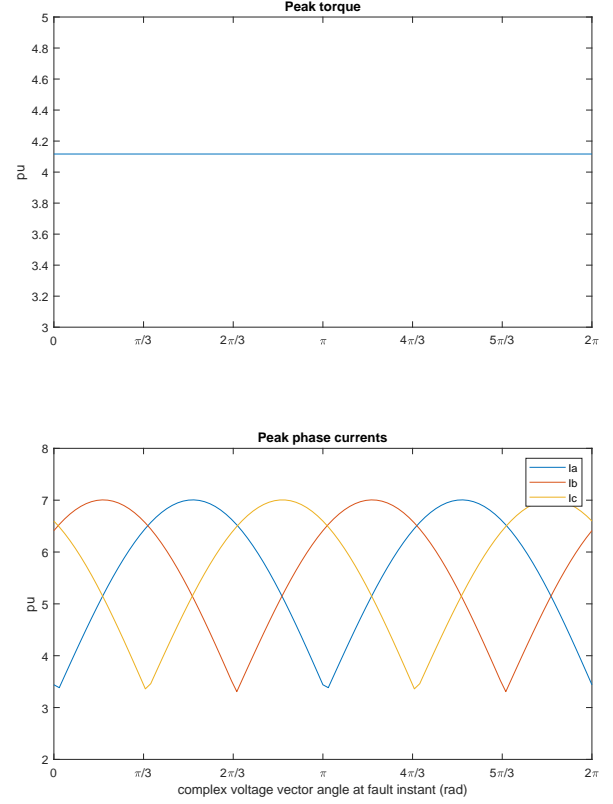 Peak torque
5
4.8
4.6
4.4
4.2
4
3.8
3.6
3.4
3.2
3
pu
0 π/3 2π/3 π 4π/3 5π/3 2π
Peak phase currents
8
7
6
5
4
3
2
pu
Ia
Ib
Ic
0 π/3 2π/3 π 4π/3 5π/3 2π
complex voltage vector angle at fault instant (rad)